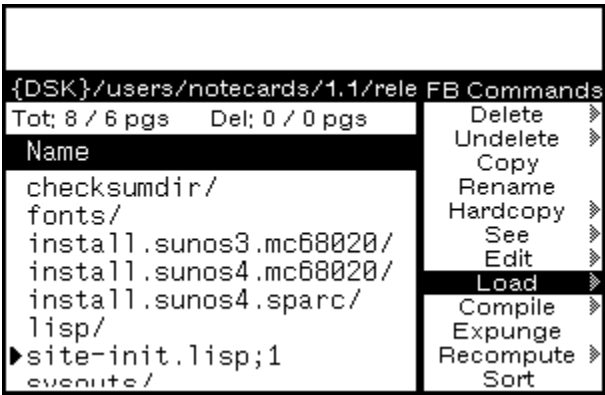 {DSK}/users/notecards/1.1/rele
FB Commands
Tot: 8 / 6 pgs Del: 0 / 0 pgs
Name
checksumdir/
fonts/
install.sunos3.mc68020/
install.sunos4.mc68020/
install.sunos4.sparc/
lisp/
site-init.lisp;1
Delete
Undelete
Copy
Rename
Hardcopy
See
Edit
Load
Compile
Expunge
Recompute
Sort